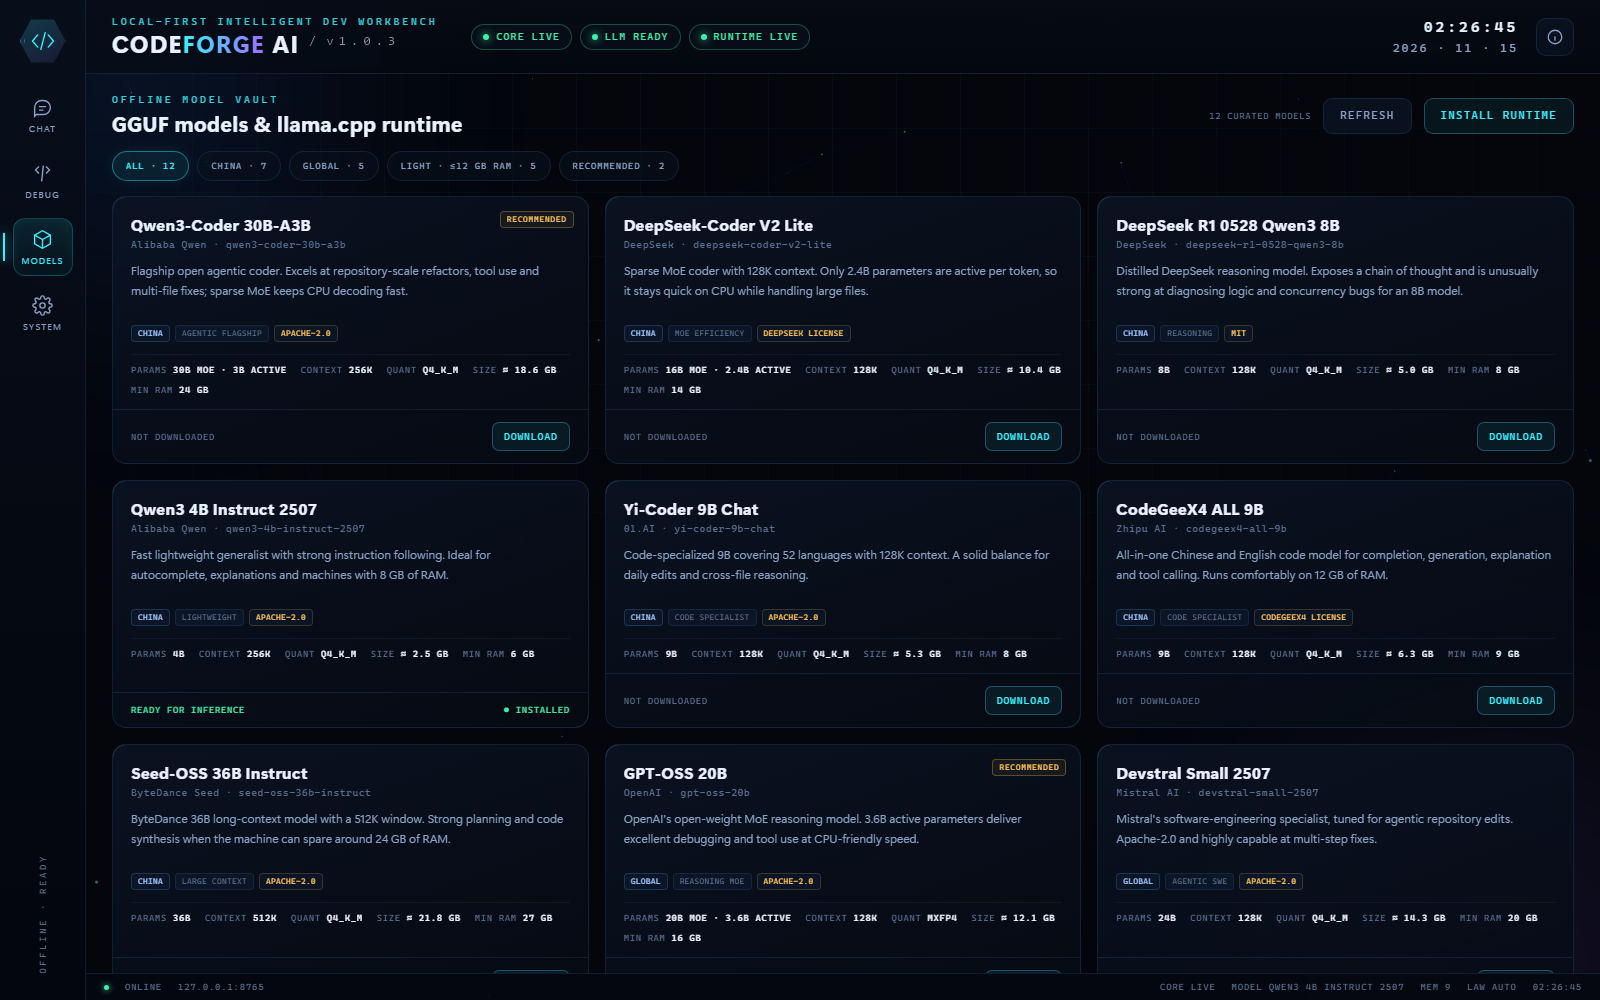 LOCAL-FIRST INTELLIGENT DEV WORKBENCH
CODEFORGE AI / v1.0.3
CORE LIVE
LLM READY
RUNTIME LIVE
02:26:45
2026 · 11 · 15
CHAT
DEBUG
MODELS
SYSTEM
OFFLINE · READY
OFFLINE MODEL VAULT
GGUF models & llama.cpp runtime
12 CURATED MODELS
REFRESH
INSTALL RUNTIME
ALL · 12
CHINA · 7
GLOBAL · 5
LIGHT · ≤12 GB RAM · 5
RECOMMENDED · 2
Qwen3-Coder 30B-A3B
RECOMMENDED
Alibaba Qwen · qwen3-coder-30b-a3b
Flagship open agentic coder. Excels at repository-scale refactors, tool use and
multi-file fixes; sparse MoE keeps CPU decoding fast.
CHINA AGENTIC FLAGSHIP APACHE-2.0
PARAMS 30B MOE · 3B ACTIVE CONTEXT 256K QUANT Q4_K_M SIZE ≈ 18.6 GB
MIN RAM 24 GB
NOT DOWNLOADED
DOWNLOAD
DeepSeek-Coder V2 Lite
DeepSeek · deepseek-coder-v2-lite
Sparse MoE coder with 128K context. Only 2.4B parameters are active per token, so
it stays quick on CPU while handling large files.
CHINA MOE EFFICIENCY DEEPSEEK LICENSE
PARAMS 16B MOE · 2.4B ACTIVE CONTEXT 128K QUANT Q4_K_M SIZE ≈ 10.4 GB
MIN RAM 14 GB
NOT DOWNLOADED
DOWNLOAD
DeepSeek R1 0528 Qwen3 8B
DeepSeek · deepseek-r1-0528-qwen3-8b
Distilled DeepSeek reasoning model. Exposes a chain of thought and is unusually
strong at diagnosing logic and concurrency bugs for an 8B model.
CHINA REASONING MIT
PARAMS 8B CONTEXT 128K QUANT Q4_K_M SIZE ≈ 5.0 GB MIN RAM 8 GB
NOT DOWNLOADED
DOWNLOAD
Qwen3 4B Instruct 2507
Alibaba Qwen · qwen3-4b-instruct-2507
Fast lightweight generalist with strong instruction following. Ideal for
autocomplete, explanations and machines with 8 GB of RAM.
CHINA LIGHTWEIGHT APACHE-2.0
PARAMS 4B CONTEXT 256K QUANT Q4_K_M SIZE ≈ 2.5 GB MIN RAM 6 GB
READY FOR INFERENCE
INSTALLED
Yi-Coder 9B Chat
01.AI · yi-coder-9b-chat
Code-specialized 9B covering 52 languages with 128K context. A solid balance for
daily edits and cross-file reasoning.
CHINA CODE SPECIALIST APACHE-2.0
PARAMS 9B CONTEXT 128K QUANT Q4_K_M SIZE ≈ 5.3 GB MIN RAM 8 GB
NOT DOWNLOADED
DOWNLOAD
CodeGeeX4 ALL 9B
Zhipu AI · codegeex4-all-9b
All-in-one Chinese and English code model for completion, generation, explanation
and tool calling. Runs comfortably on 12 GB of RAM.
CHINA CODE SPECIALIST CODEGEEX4 LICENSE
PARAMS 9B CONTEXT 128K QUANT Q4_K_M SIZE ≈ 6.3 GB MIN RAM 9 GB
NOT DOWNLOADED
DOWNLOAD
Seed-OSS 36B Instruct
ByteDance Seed · seed-oss-36b-instruct
ByteDance 36B long-context model with a 512K window. Strong planning and code
synthesis when the machine can spare around 24 GB of RAM.
CHINA LARGE CONTEXT APACHE-2.0
PARAMS 36B CONTEXT 512K QUANT Q4_K_M SIZE ≈ 21.8 GB MIN RAM 27 GB
GPT-OSS 20B
RECOMMENDED
OpenAI · gpt-oss-20b
OpenAI's open-weight MoE reasoning model. 3.6B active parameters deliver
excellent debugging and tool use at CPU-friendly speed.
GLOBAL REASONING MOE APACHE-2.0
PARAMS 20B MOE · 3.6B ACTIVE CONTEXT 128K QUANT MXFP4 SIZE ≈ 12.1 GB
MIN RAM 16 GB
Devstral Small 2507
Mistral AI · devstral-small-2507
Mistral's software-engineering specialist, tuned for agentic repository edits.
Apache-2.0 and highly capable at multi-step fixes.
GLOBAL AGENTIC SWE APACHE-2.0
PARAMS 24B CONTEXT 128K QUANT Q4_K_M SIZE ≈ 14.3 GB MIN RAM 20 GB
ONLINE 127.0.0.1:8765
CORE LIVE MODEL QWEN3 4B INSTRUCT 2507 MEM 9 LAW AUTO 02:26:45